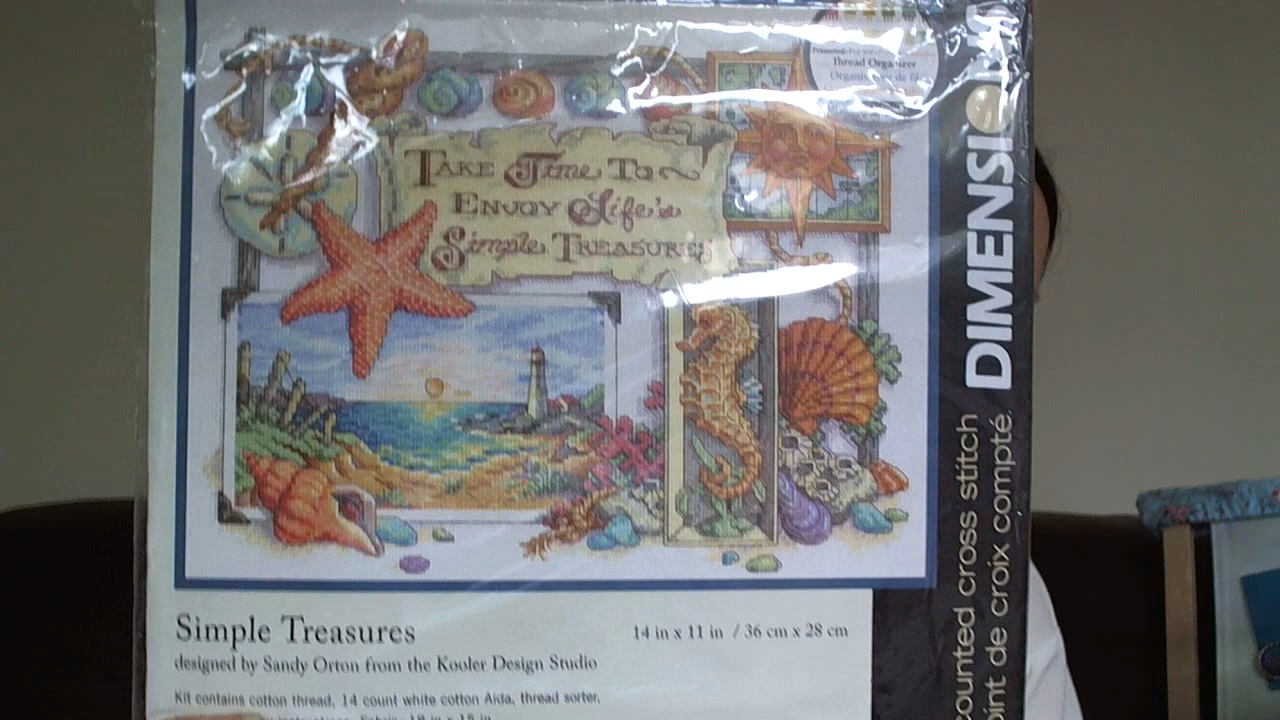 Thread Organizer
TAKE Time To
ENJOY Life's
Simple TREASURES
DIMENSI
counted cross stitch
oint de croix compté.
Simple Treasures
14 in x 11 in / 36 cm x 28 cm
designed by Sandy Orton from the Kooler Design Studio
Kit contains cotton thread, 14 count white cotton Aida, thread sorter,